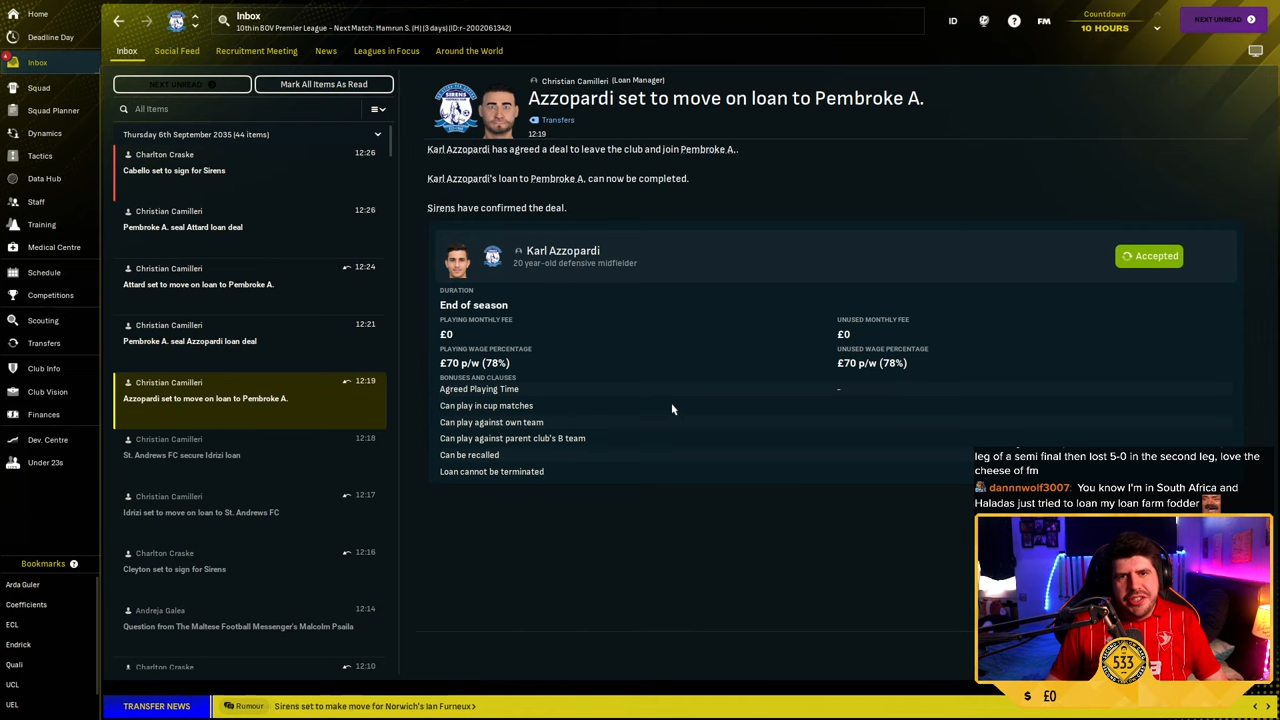 Home
Deadline Day
Inbox
Squad
Squad Planner
Dynamics
Tactics
Data Hub
Staff
Training
Medical Centre
Schedule
Competitions
Scouting
Transfers
Club Info
Club Vision
Finances
Dev. Centre
Under 23s
Bookmarks
Arda Guler
Coefficients
ECL
Endrick
Quali
UCL
UEL
Inbox
10th in BOV Premier League - Next Match: Hamrun S. (H) (3 days) (ID:r-2002061342)
ID
FM
Countdown
10 HOURS
NEXT UNREAD
Inbox
Social Feed
Recruitment Meeting
News
Leagues in Focus
Around the World
NEXT UNREAD
Mark All Items As Read
All Items
Thursday 6th September 2035 (44 items)
Charlton Craske 12:26
Cabello set to sign for Sirens
Christian Camilleri 12:26
Pembroke A. seal Attard loan deal
Christian Camilleri 12:24
Attard set to move on loan to Pembroke A.
Christian Camilleri 12:21
Pembroke A. seal Azzopardi loan deal
Christian Camilleri 12:19
Azzopardi set to move on loan to Pembroke A.
Christian Camilleri 12:18
St. Andrews FC secure Idrizi loan
Christian Camilleri 12:17
Idrizi set to move on loan to St. Andrews FC
Charlton Craske 12:16
Cleyton set to sign for Sirens
Andreja Galea 12:14
Question from The Maltese Football Messenger's Malcolm Psaila
Charlton Craske 12:10
SIRENS
Christian Camilleri (Loan Manager)
Azzopardi set to move on loan to Pembroke A.
Transfers
12:19
Karl Azzopardi has agreed a deal to leave the club and join Pembroke A..
Karl Azzopardi's loan to Pembroke A. can now be completed.
Sirens have confirmed the deal.
Karl Azzopardi
20 year-old defensive midfielder
Accepted
DURATION
End of season
PLAYING MONTHLY FEE
£0
UNUSED MONTHLY FEE
£0
PLAYING WAGE PERCENTAGE
£70 p/w (78%)
UNUSED WAGE PERCENTAGE
£70 p/w (78%)
BONUSES AND CLAUSES
Agreed Playing Time -
Can play in cup matches
Can play against own team
Can play against parent club's B team
Can be recalled
Loan cannot be terminated
leg of a semi final then lost 5-0 in the second leg, love the
cheese of fm
dannnwolf3007: You know I'm in South Africa and
Haladas just tried to loan my loan farm fodder
533
$ £0
TRANSFER NEWS
Rumour
Sirens set to make move for Norwich's Ian Furneux>